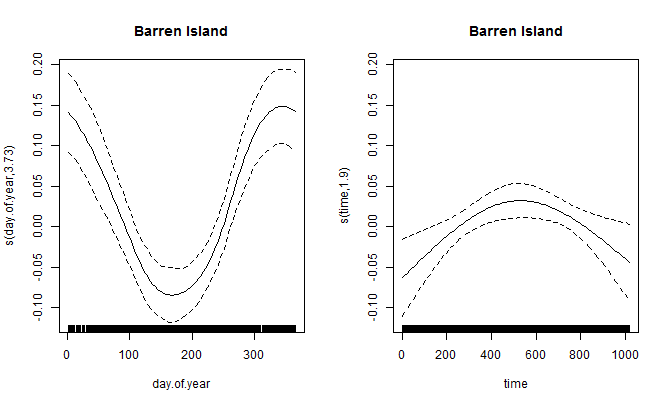 Barren Island
s(day.of.year,3.73)
0.20
0.15
0.10
0.05
0.00
-0.05
-0.10
0 100 200 300
day.of.year
Barren Island
s(time,1.9)
0.20
0.15
0.10
0.05
0.00
-0.05
-0.10
0 200 400 600 800 1000
time